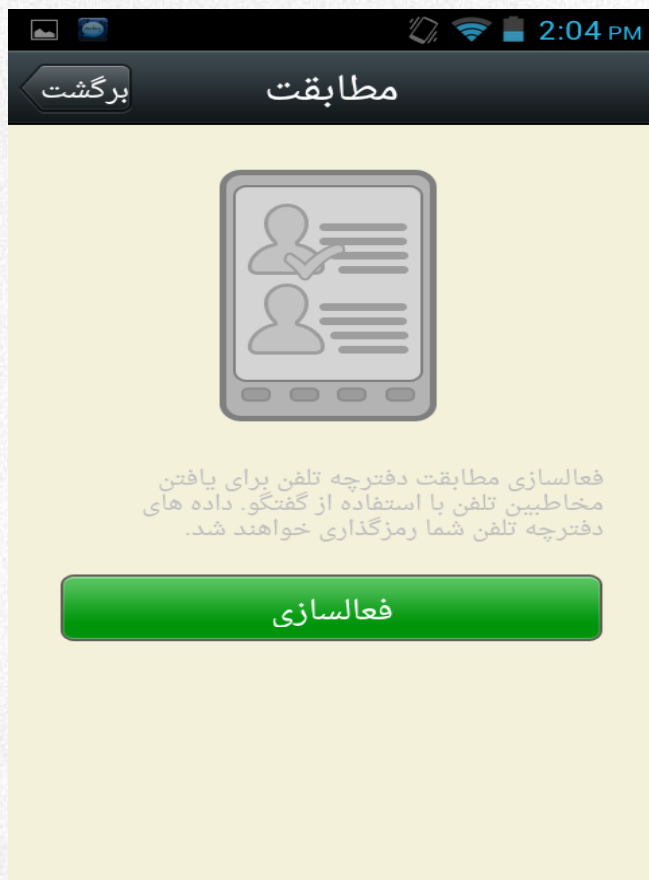 2:04 PM
برگشت
مطابقت
فعالسازی مطابقت دفترچه تلفن برای یافتن
مخاطبین تلفن با استفاده از گفتگو. داده های
دفترچه تلفن شما رمزگذاری خواهند شد.
فعالسازی